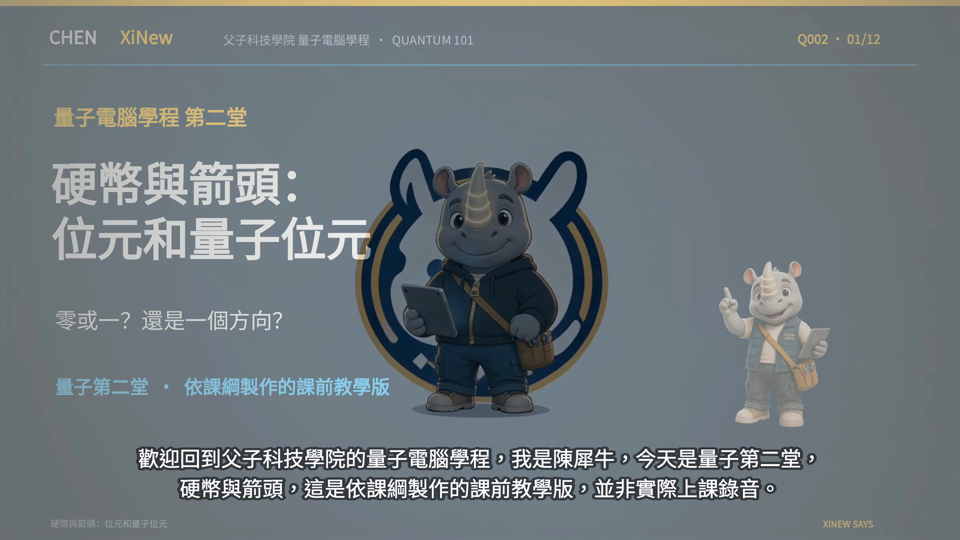 CHEN XiNew
父子科技學院 量子電腦學程 · QUANTUM 101
Q002 · 01/12
量子電腦學程 第二堂
硬幣與箭頭：
位元和量子位元
零或一？還是一個方向？
量子第二堂 · 依課綱製作的課前教學版
歡迎回到父子科技學院的量子電腦學程，我是陳犀牛，今天是量子第二堂，
硬幣與箭頭，這是依課綱製作的課前教學版，並非實際上課錄音。
硬幣與箭頭：位元和量子位元
XINEW SAYS